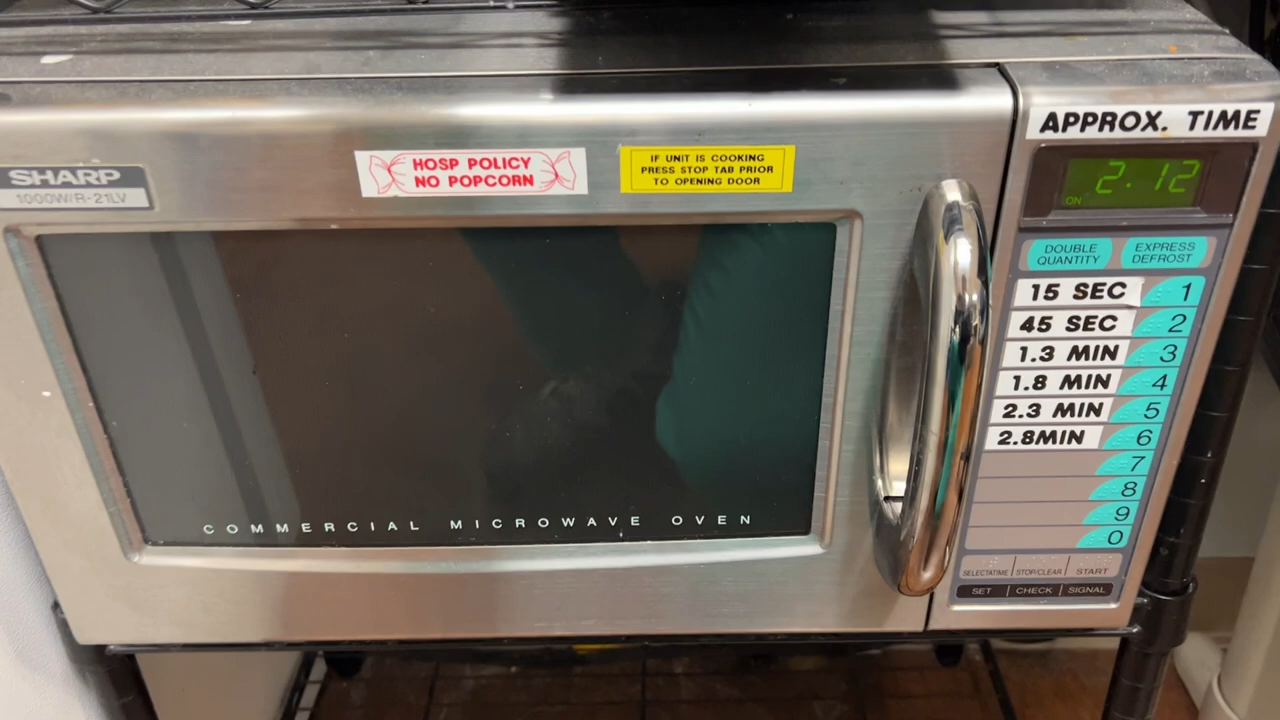 APPROX. TIME
SHARP
1000W/R-21LV
HOSP POLICY
NO POPCORN
IF UNIT IS COOKING
PRESS STOP TAB PRIOR
TO OPENING DOOR
2.12
ON
DOUBLE QUANTITY
EXPRESS DEFROST
15 SEC 1
45 SEC 2
1.3 MIN 3
1.8 MIN 4
2.3 MIN 5
2.8MIN 6
7
8
9
0
SELECTATIME STOP/CLEAR START
SET CHECK SIGNAL
COMMERCIAL MICROWAVE OVEN